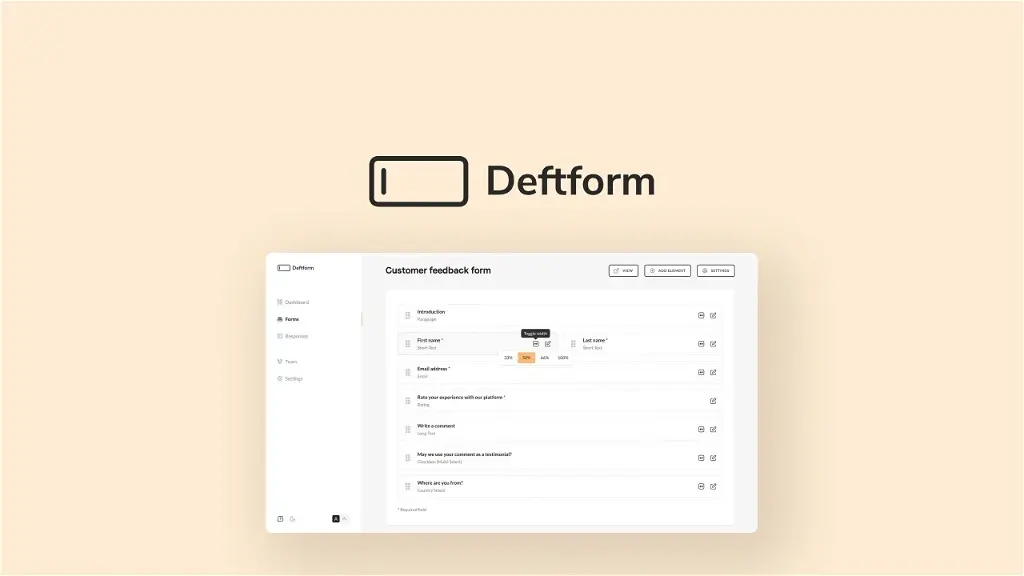 Deftform
Deftform
Customer feedback form
VIEW
ADD ELEMENT
SETTINGS
Dashboard
Forms
Responses
Team
Settings
Introduction
Paragraph
Toggle width
First name *
Short Text
Last name *
Short Text
33%
50%
66%
100%
Email address *
Email
Rate your experience with our platform *
Rating
Write a comment
Long Text
May we use your comment as a testimonial?
Checkbox (Multi Select)
Where are you from?
Country Select
* Required field
A